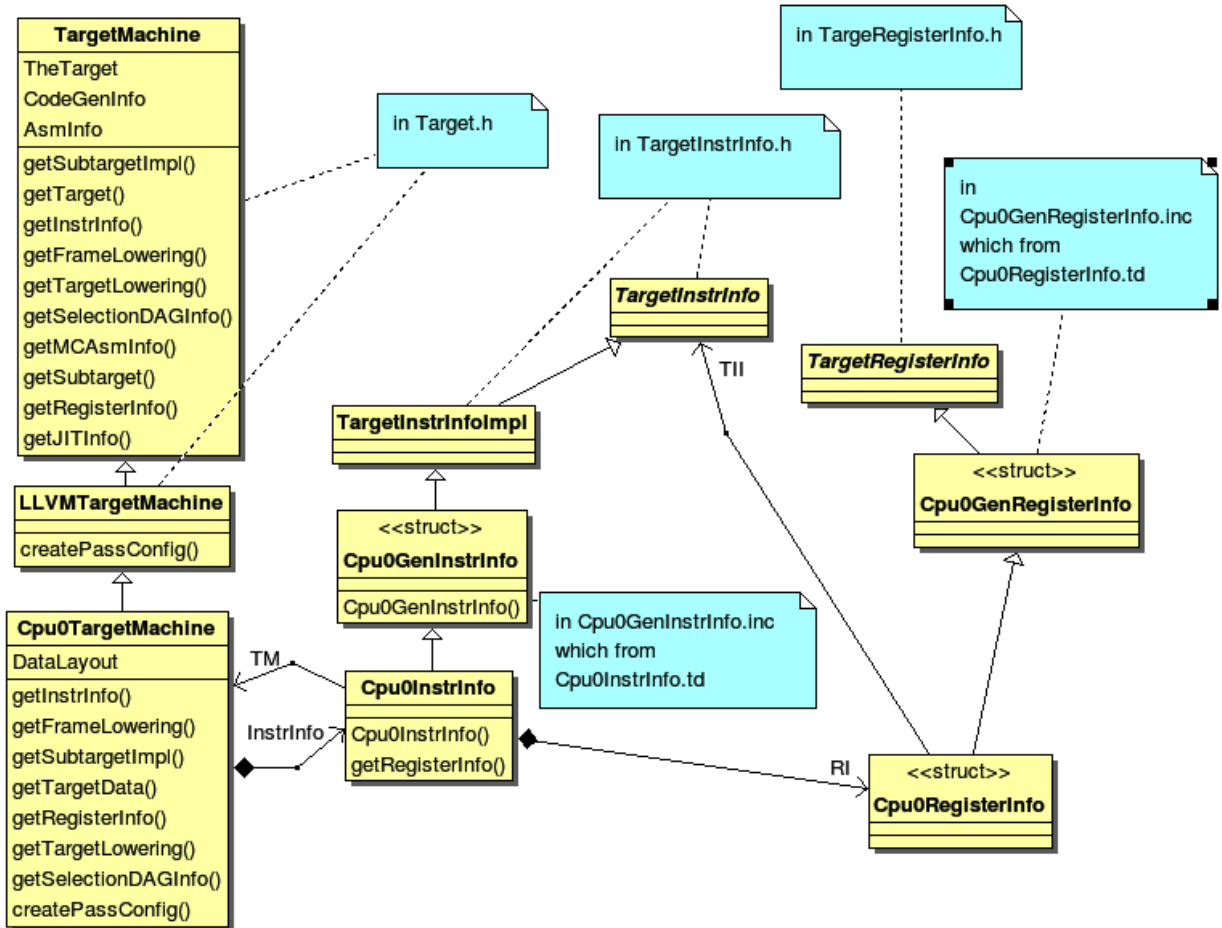 TargetMachine
TheTarget
CodeGenInfo
AsmInfo
getSubtargetImpl()
getTarget()
getInstrInfo()
getFrameLowering()
getTargetLowering()
getSelectionDAGInfo()
getMCAsmInfo()
getSubtarget()
getRegisterInfo()
getJITInfo()
LLVMTargetMachine
createPassConfig()
Cpu0TargetMachine
DataLayout
getInstrInfo()
getFrameLowering()
getSubtargetImpl()
getTargetData()
getRegisterInfo()
getTargetLowering()
getSelectionDAGInfo()
createPassConfig()
in Target.h
in TargetInstrInfo.h
in TargeRegisterInfo.h
in
Cpu0GenRegisterInfo.inc
which from
Cpu0RegisterInfo.td
TargetInstrInfo
TII
TargetRegisterInfo
TargetInstrInfoImpl
<<struct>>
Cpu0GenRegisterInfo
<<struct>>
Cpu0GenInstrInfo
Cpu0GenInstrInfo()
in Cpu0GenInstrInfo.inc
which from
Cpu0InstrInfo.td
TM
InstrInfo
Cpu0InstrInfo
Cpu0InstrInfo()
getRegisterInfo()
RI
<<struct>>
Cpu0RegisterInfo